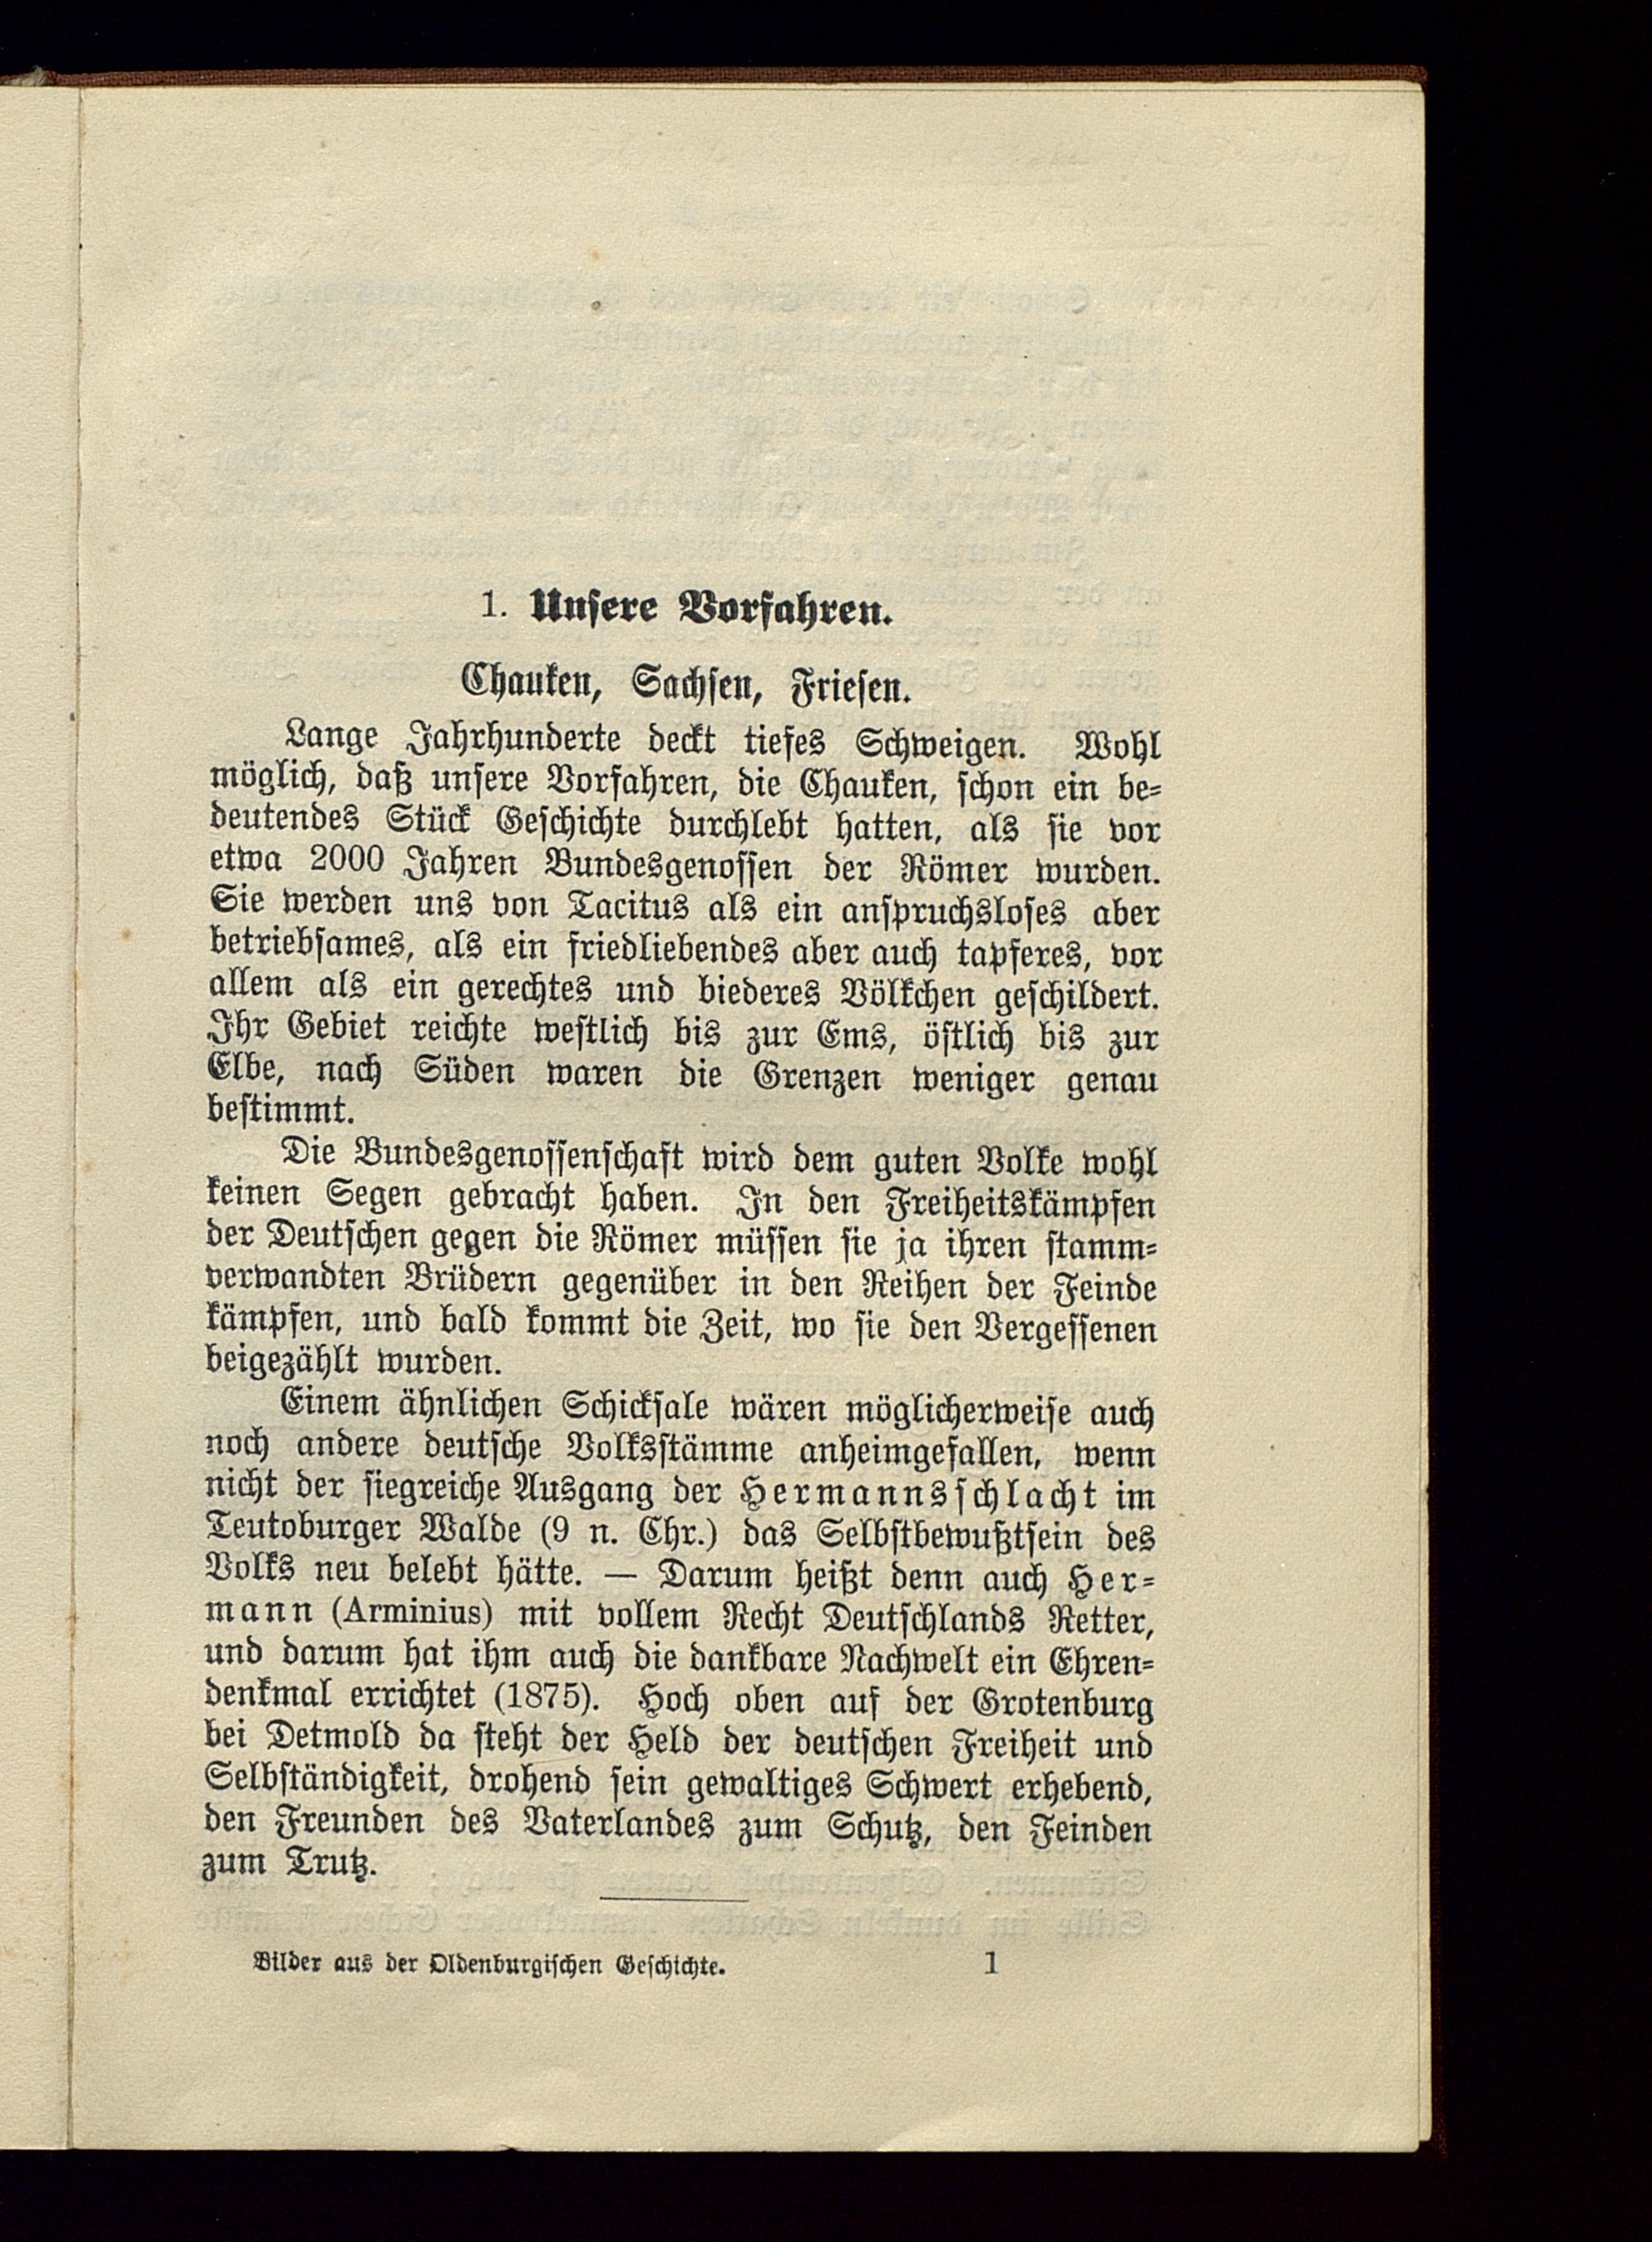 1. Unsere Vorfahren.
Chauken, Sachsen, Friesen.
Lange Jahrhunderte deckt tiefes Schweigen. Wohl
möglich, daß unsere Vorfahren, die Chauken, schon ein be-
deutendes Stück Geschichte durchlebt hatten, als sie vor
etwa 2000 Jahren Bundesgenossen der Römer wurden.
Sie werden uns von Tacitus als ein anspruchsloses aber
betriebsames, als ein friedliebendes aber auch tapferes, vor
allem als ein gerechtes und biederes Völkchen geschildert.
Ihr Gebiet reichte westlich bis zur Ems, östlich bis zur
Elbe, nach Süden waren die Grenzen weniger genau
bestimmt.
Die Bundesgenossenschaft wird dem guten Volke wohl
keinen Segen gebracht haben. In den Freiheitskämpfen
der Deutschen gegen die Römer müssen sie ja ihren stamm-
verwandten Brüdern gegenüber in den Reihen der Feinde
kämpfen, und bald kommt die Zeit, wo sie den Vergessenen
beigezählt wurden.
Einem ähnlichen Schicksale wären möglicherweise auch
noch andere deutsche Volksstämme anheimgefallen, wenn
nicht der siegreiche Ausgang der Hermannsschlacht im
Teutoburger Walde (9 n. Chr.) das Selbstbewußtsein des
Volks neu belebt hätte. — Darum heißt denn auch Her-
mann (Arminius) mit vollem Recht Deutschlands Retter,
und darum hat ihm auch die dankbare Nachwelt ein Ehren-
denkmal errichtet (1875). Hoch oben auf der Grotenburg
bei Detmold da steht der Held der deutschen Freiheit und
Selbständigkeit, drohend sein gewaltiges Schwert erhebend,
den Freunden des Vaterlandes zum Schutz, den Feinden
zum Trutz.
Bilder aus der Oldenburgischen Geschichte. 1